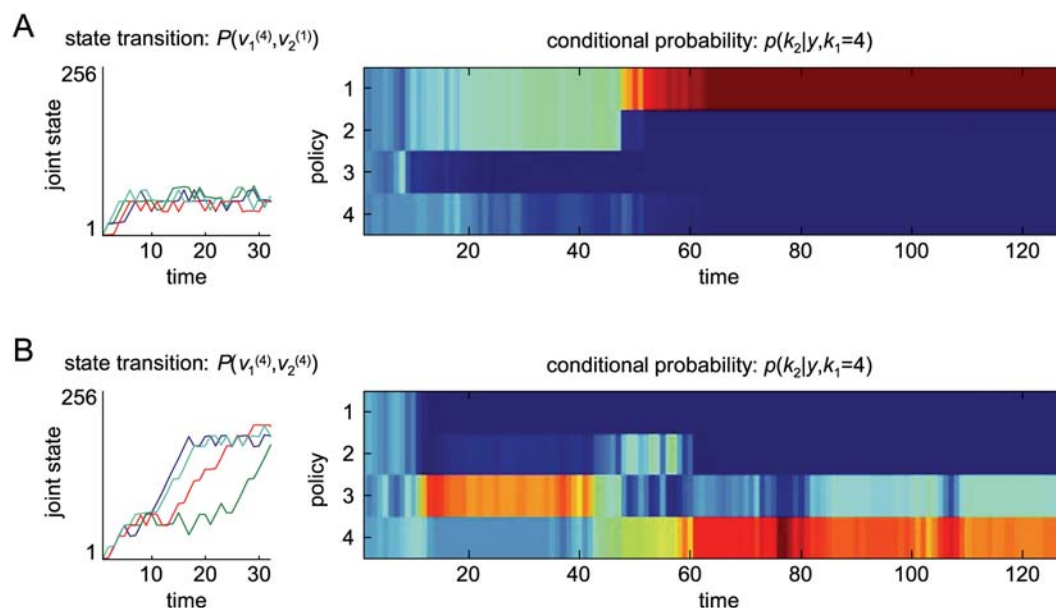 A
state transition: P(v₁⁽⁴⁾,v₂⁽¹⁾)
conditional probability: p(k₂|y,k₁=4)
256
joint state
1
10 20 30
time
policy
1
2
3
4
20 40 60 80 100 120
time
B
state transition: P(v₁⁽⁴⁾,v₂⁽⁴⁾)
conditional probability: p(k₂|y,k₁=4)
256
joint state
1
10 20 30
time
policy
1
2
3
4
20 40 60 80 100 120
time